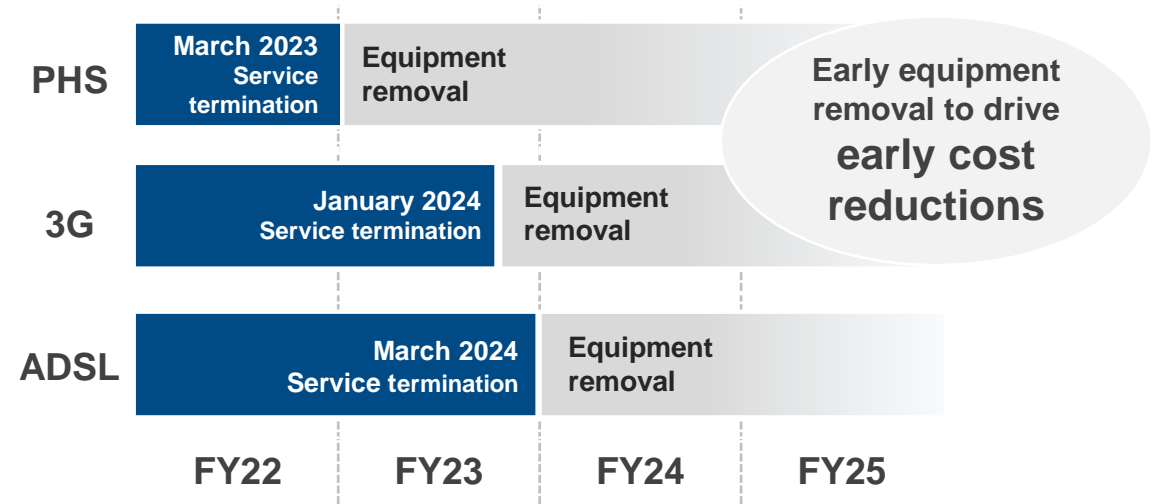 PHS
March 2023
Service
termination
Equipment
removal
Early equipment
removal to drive
early cost
reductions
3G
January 2024
Service termination
Equipment
removal
ADSL
March 2024
Service termination
Equipment
removal
FY22
FY23
FY24
FY25